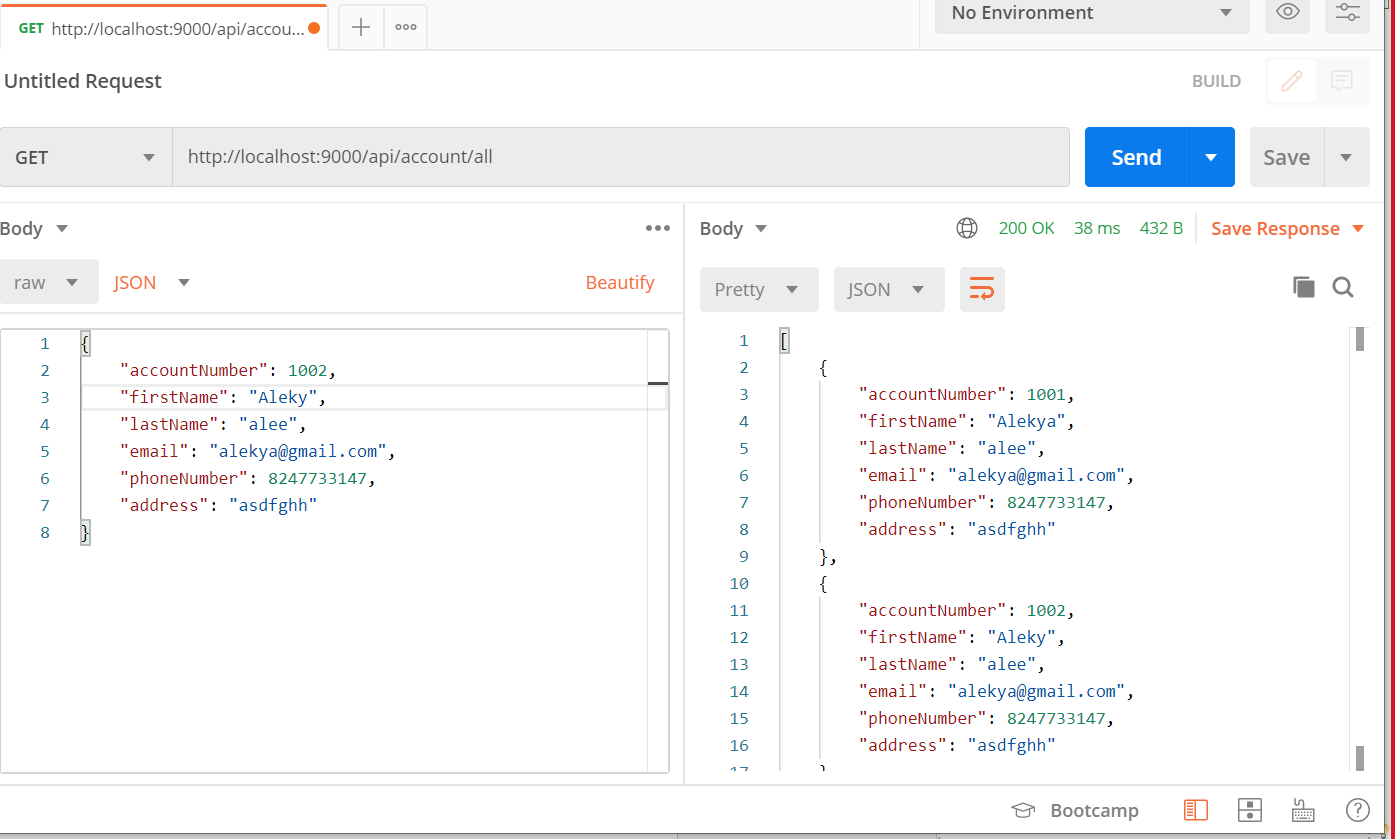 GET http://localhost:9000/api/accou...
No Environment
Untitled Request
BUILD
GET http://localhost:9000/api/account/all
Send
Save
Body
raw JSON
Beautify
1 {
2 "accountNumber": 1002,
3 "firstName": "Aleky",
4 "lastName": "alee",
5 "email": "alekya@gmail.com",
6 "phoneNumber": 8247733147,
7 "address": "asdfghh"
8 }
Body
200 OK 38 ms 432 B Save Response
Pretty JSON
1 [
2 {
3 "accountNumber": 1001,
4 "firstName": "Alekya",
5 "lastName": "alee",
6 "email": "alekya@gmail.com",
7 "phoneNumber": 8247733147,
8 "address": "asdfghh"
9 },
10 {
11 "accountNumber": 1002,
12 "firstName": "Aleky",
13 "lastName": "alee",
14 "email": "alekya@gmail.com",
15 "phoneNumber": 8247733147,
16 "address": "asdfghh"
17 }
Bootcamp